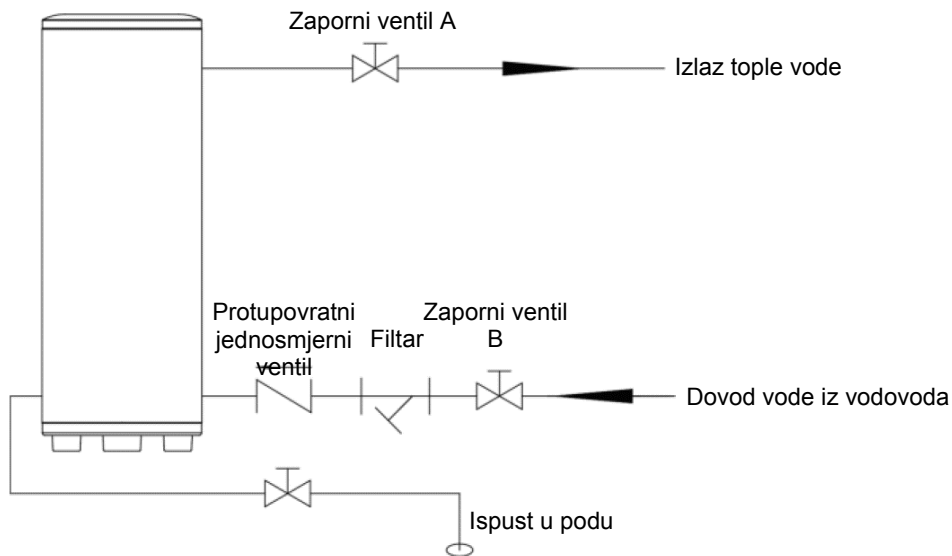 Zaporni ventil A
Izlaz tople vode
Protupovratni
jednosmjerni
ventil
Filtar
Zaporni ventil
B
Dovod vode iz vodovoda
Ispust u podu